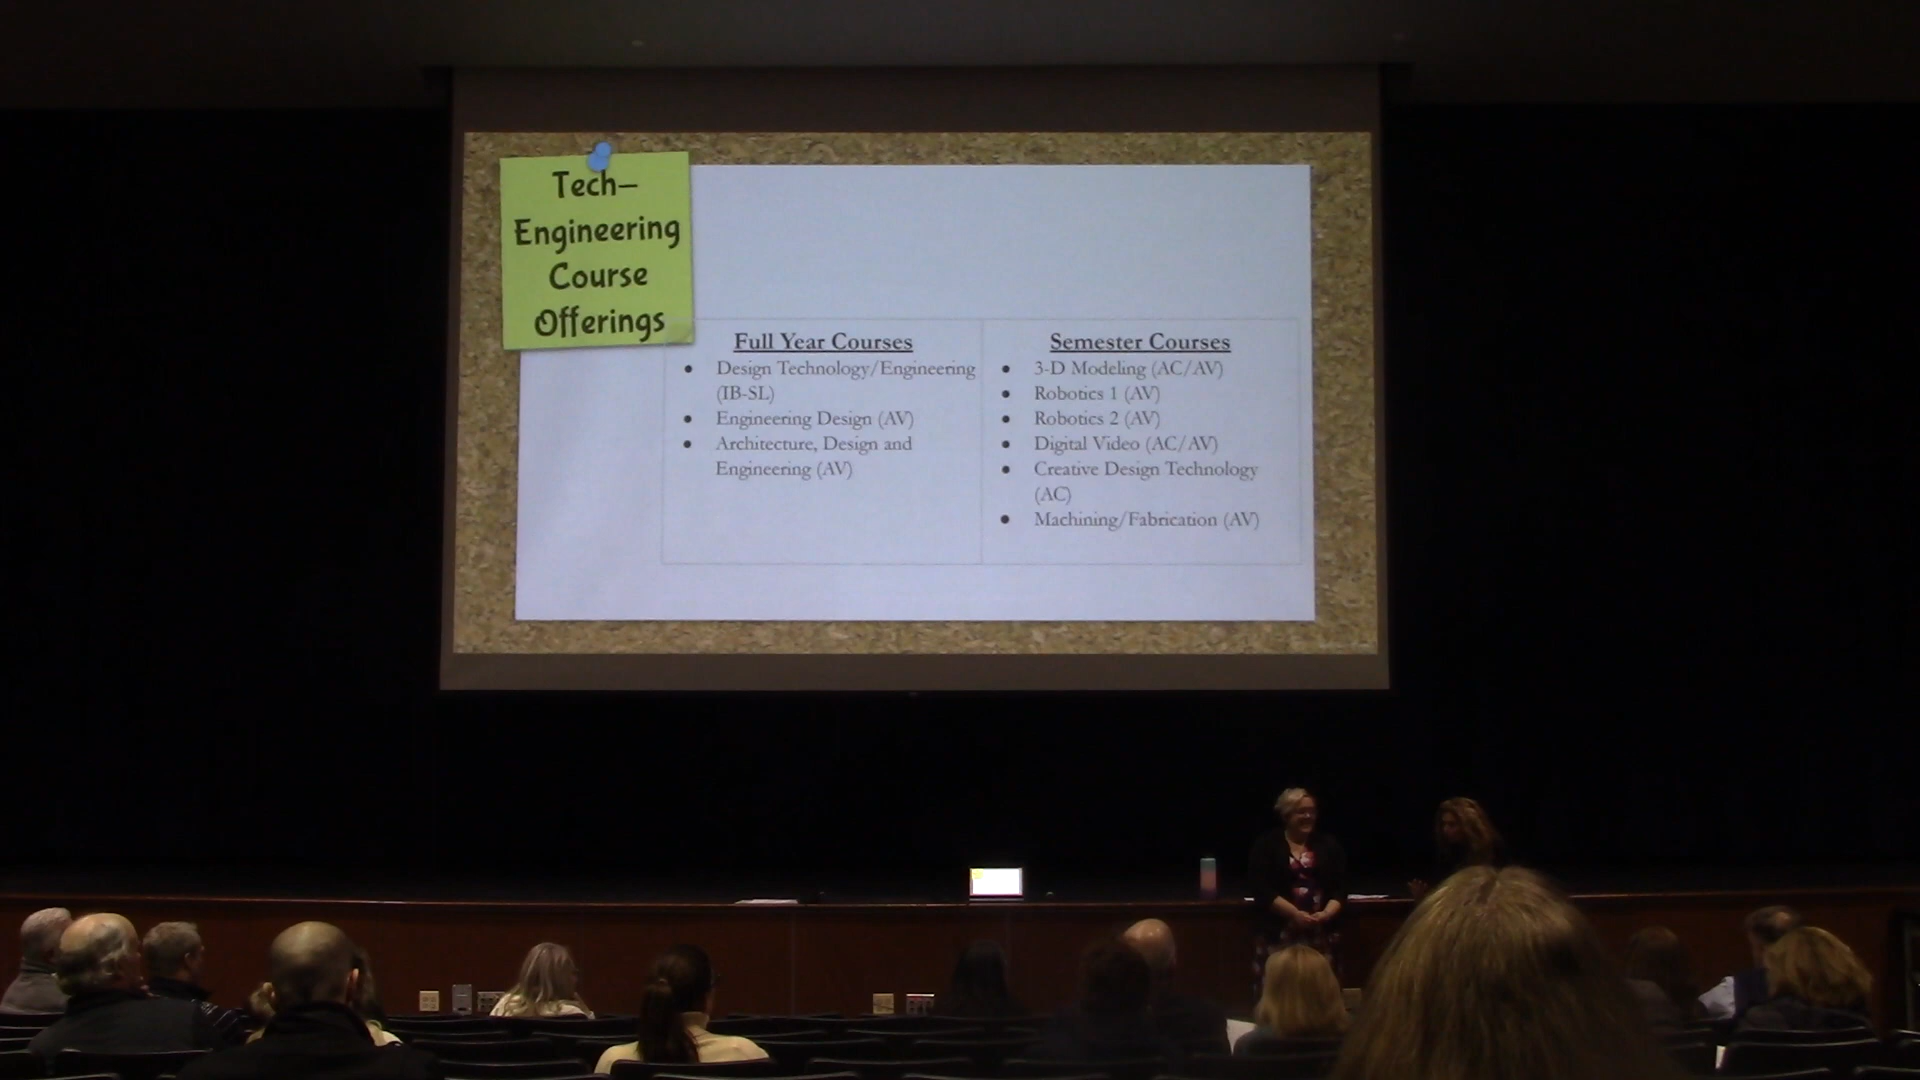 Tech-
Engineering
Course
Offerings
Full Year Courses
• Design Technology/Engineering
(IB-SL)
• Engineering Design (AV)
• Architecture, Design and
Engineering (AV)
Semester Courses
• 3-D Modeling (AC/AV)
• Robotics 1 (AV)
• Robotics 2 (AV)
• Digital Video (AC/AV)
• Creative Design Technology
(AC)
• Machining/Fabrication (AV)